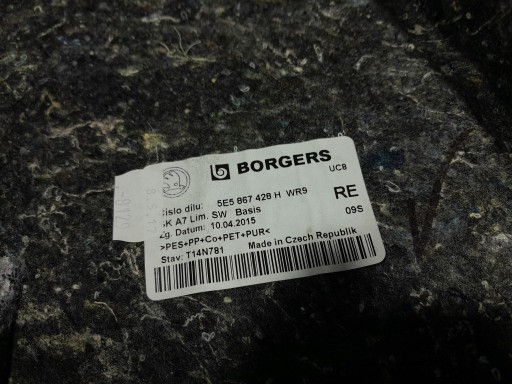 BORGERS
UC8
číslo dílu: 5E5 867 428 H WR9
SK A7 Lim. SW Basis
RE
Zg. Datum: 10.04.2015
09S
>PES+PP+Co+PET+PUR<
Stav: T14N781 Made in Czech Republik